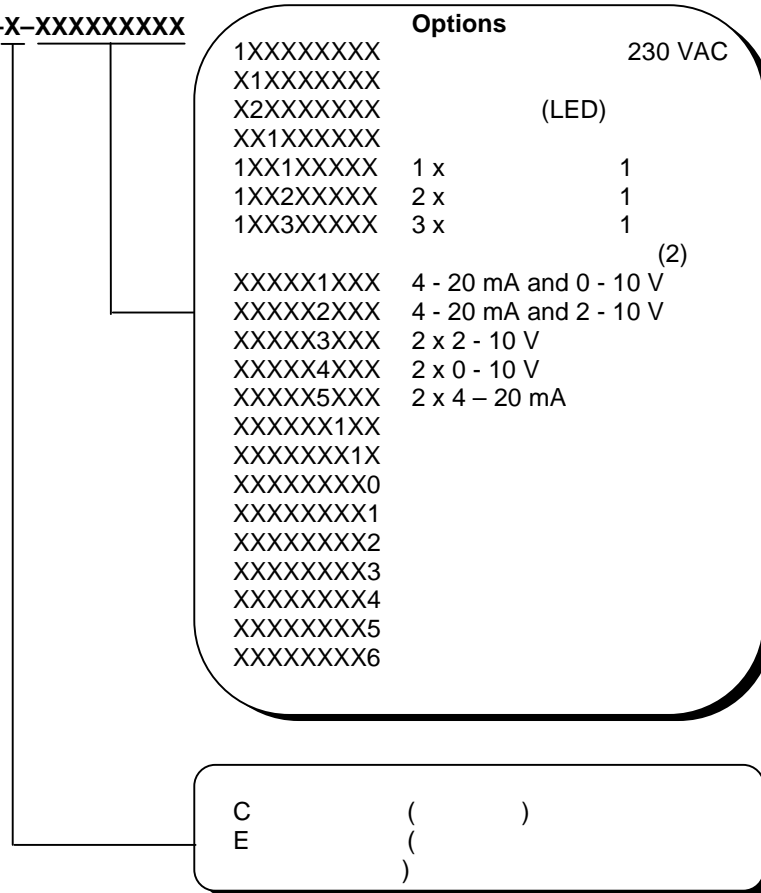 -X–XXXXXXXXX
Options
1XXXXXXXX 230 VAC
X1XXXXXXX
X2XXXXXXX (LED)
XX1XXXXXX
1XX1XXXXX 1 x 1
1XX2XXXXX 2 x 1
1XX3XXXXX 3 x 1
(2)
XXXXX1XXX 4 - 20 mA and 0 - 10 V
XXXXX2XXX 4 - 20 mA and 2 - 10 V
XXXXX3XXX 2 x 2 - 10 V
XXXXX4XXX 2 x 0 - 10 V
XXXXX5XXX 2 x 4 – 20 mA
XXXXXX1XX
XXXXXXX1X
XXXXXXXX0
XXXXXXXX1
XXXXXXXX2
XXXXXXXX3
XXXXXXXX4
XXXXXXXX5
XXXXXXXX6
C ( )
E (
)